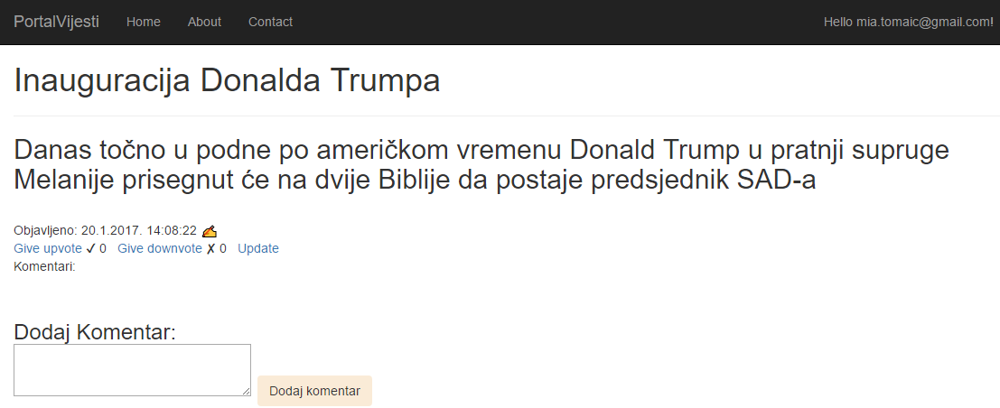 PortalVijesti Home About Contact Hello mia.tomaic@gmail.com!
Inauguracija Donalda Trumpa
Danas točno u podne po američkom vremenu Donald Trump u pratnji supruge
Melanije prisegnut će na dvije Biblije da postaje predsjednik SAD-a
Objavljeno: 20.1.2017. 14:08:22 ✍
Give upvote ✔ 0 Give downvote ✗ 0 Update
Komentari:
Dodaj Komentar:
Dodaj komentar